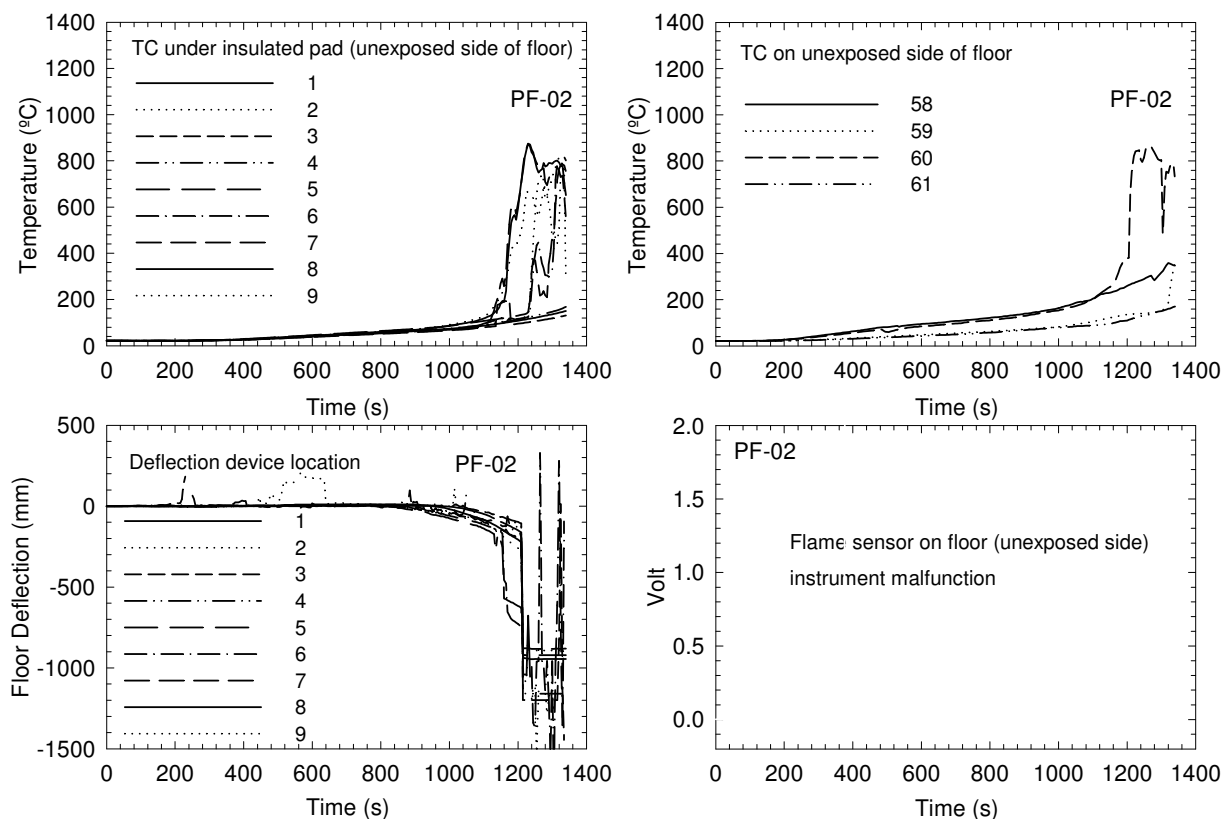 TC under insulated pad (unexposed side of floor)
PF-02
1
2
3
4
5
6
7
8
9
Temperature (ºC)
1400
1200
1000
800
600
400
200
0
0 200 400 600 800 1000 1200 1400
Time (s)
TC on unexposed side of floor
PF-02
58
59
60
61
Temperature (ºC)
1400
1200
1000
800
600
400
200
0
0 200 400 600 800 1000 1200 1400
Time (s)
Deflection device location
PF-02
1
2
3
4
5
6
7
8
9
Floor Deflection (mm)
500
0
-500
-1000
-1500
0 200 400 600 800 1000 1200 1400
Time (s)
PF-02
Flame sensor on floor (unexposed side)
instrument malfunction
Volt
2.0
1.5
1.0
0.5
0.0
0 200 400 600 800 1000 1200 1400
Time (s)